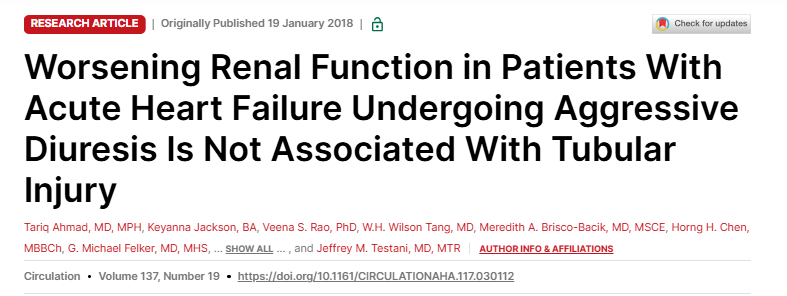 RESEARCH ARTICLE | Originally Published 19 January 2018 |
Check for updates
Worsening Renal Function in Patients With
Acute Heart Failure Undergoing Aggressive
Diuresis Is Not Associated With Tubular
Injury
Tariq Ahmad, MD, MPH, Keyanna Jackson, BA, Veena S. Rao, PhD, W.H. Wilson Tang, MD, Meredith A. Brisco-Bacik, MD, MSCE, Horng H. Chen,
MBBCh, G. Michael Felker, MD, MHS, ... SHOW ALL ... , and Jeffrey M. Testani, MD, MTR | AUTHOR INFO & AFFILIATIONS
Circulation • Volume 137, Number 19 • https://doi.org/10.1161/CIRCULATIONAHA.117.030112